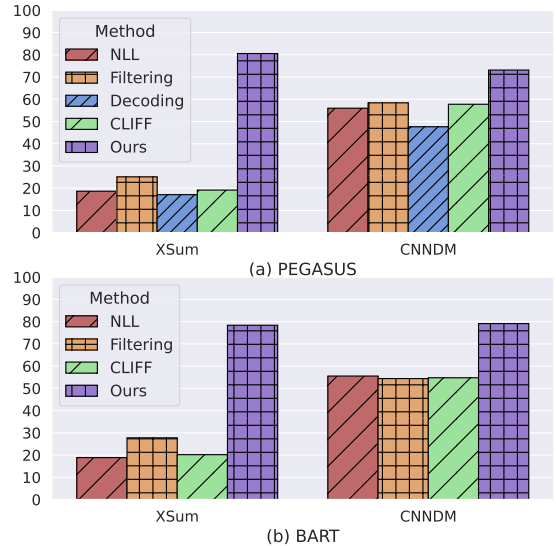 100
90
80
70
60
50
40
30
20
10
0
Method
NLL
Filtering
Decoding
CLIFF
Ours
XSum
CNNDM
(a) PEGASUS
100
90
80
70
60
50
40
30
20
10
0
Method
NLL
Filtering
CLIFF
Ours
XSum
CNNDM
(b) BART